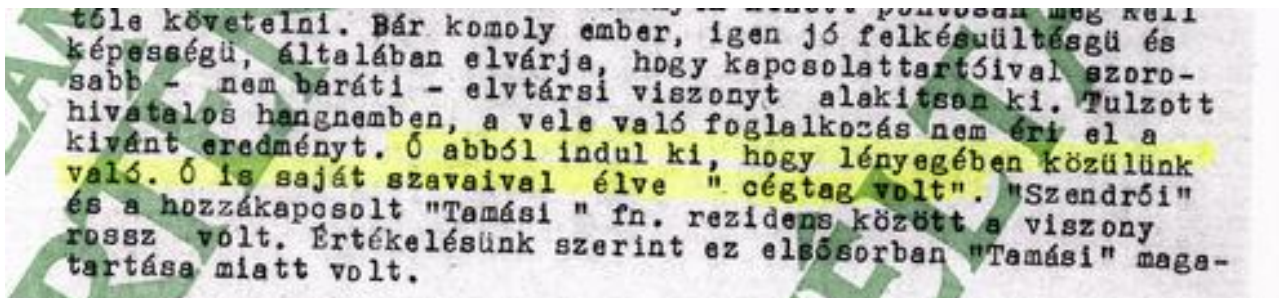 tőle követelni. Bár komoly ember, igen jó felkésuültésgü és
képességü, általában elvárja, hogy kapcsolattartóival szoro-
sabb - nem baráti - elvtársi viszonyt alakitson ki. Tulzott
hivatalos hangnemben, a vele való foglalkozás nem éri el a
kivánt eredményt. Ő abból indul ki, hogy lényegében közülünk
való. Ő is saját szavaival élve " cégtag volt". "Szendrői"
és a hozzákapcsolt "Tamási " fn. rezidens között a viszony
rossz volt. Értékelésünk szerint ez elsősorban "Tamási" maga-
tartása miatt volt.